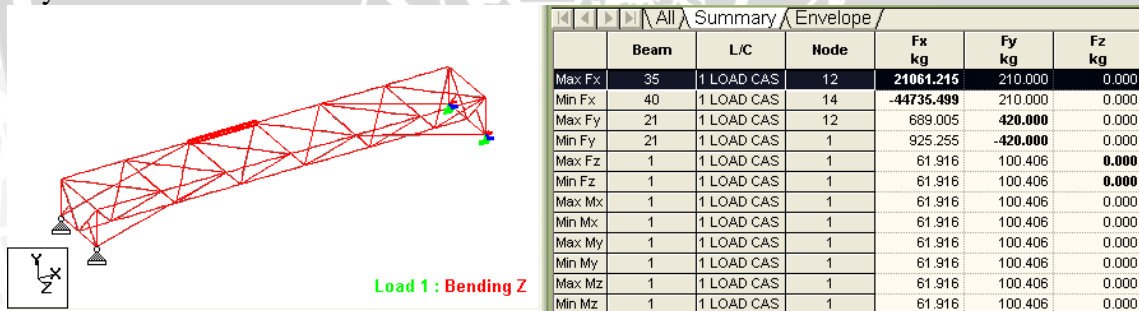 All Summary Envelope
Beam L/C Node Fx kg Fy kg Fz kg
Max Fx 35 1 LOAD CAS 12 21061.215 210.000 0.000
Min Fx 40 1 LOAD CAS 14 -44735.499 210.000 0.000
Max Fy 21 1 LOAD CAS 12 689.005 420.000 0.000
Min Fy 21 1 LOAD CAS 1 925.255 -420.000 0.000
Max Fz 1 1 LOAD CAS 1 61.916 100.406 0.000
Min Fz 1 1 LOAD CAS 1 61.916 100.406 0.000
Max Mx 1 1 LOAD CAS 1 61.916 100.406 0.000
Min Mx 1 1 LOAD CAS 1 61.916 100.406 0.000
Max My 1 1 LOAD CAS 1 61.916 100.406 0.000
Min My 1 1 LOAD CAS 1 61.916 100.406 0.000
Max Mz 1 1 LOAD CAS 1 61.916 100.406 0.000
Min Mz 1 1 LOAD CAS 1 61.916 100.406 0.000
Y
X
Z
Load 1 : Bending Z